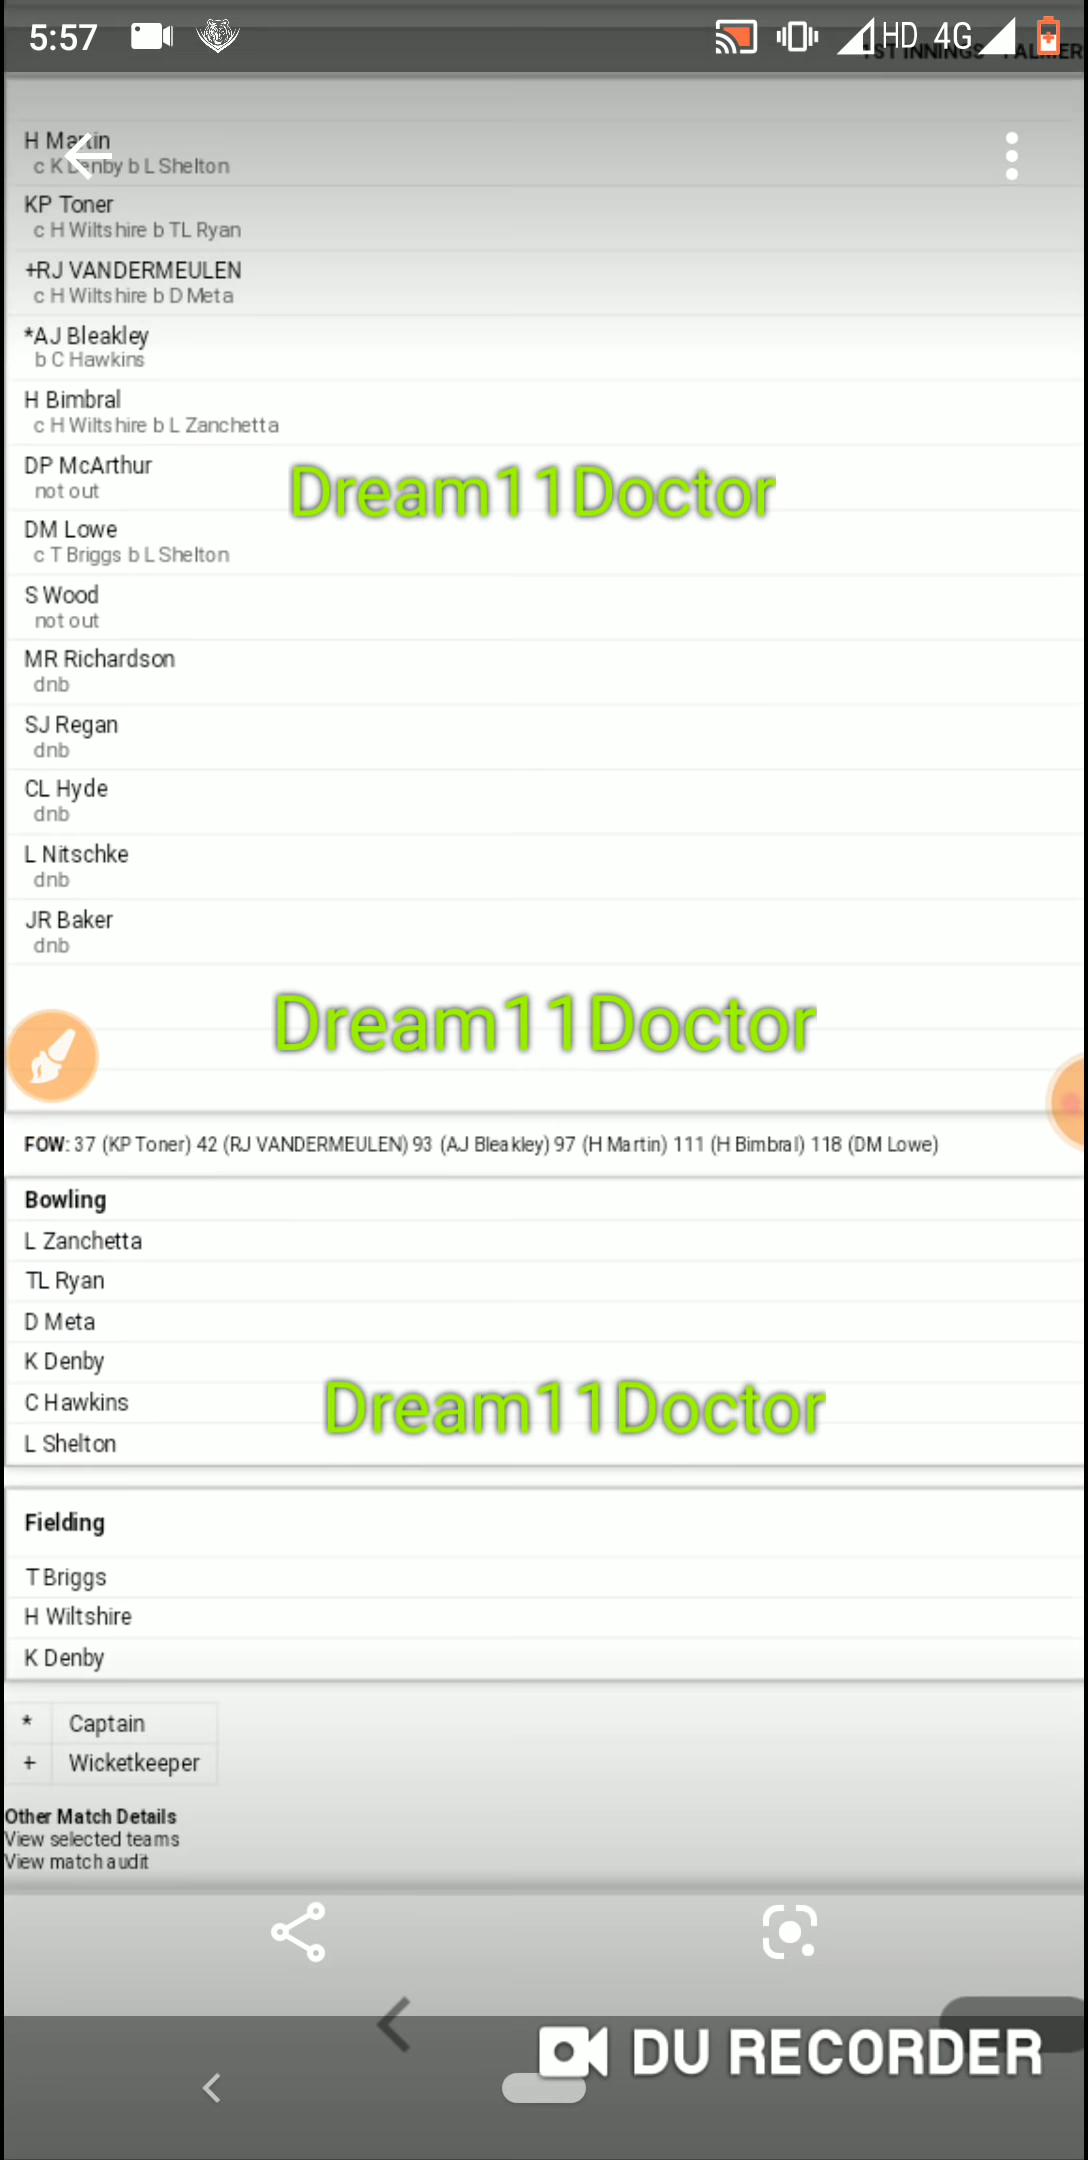 5:57
HD 4G
1ST INNINGS
H Martin
c K Denby b L Shelton
KP Toner
c H Wiltshire b TL Ryan
+RJ VANDERMEULEN
c H Wiltshire b D Meta
*AJ Bleakley
b C Hawkins
H Bimbral
c H Wiltshire b L Zanchetta
DP McArthur
not out
Dream11Doctor
DM Lowe
c T Briggs b L Shelton
S Wood
not out
MR Richardson
dnb
SJ Regan
dnb
CL Hyde
dnb
L Nitschke
dnb
JR Baker
dnb
Dream11Doctor
FOW: 37 (KP Toner) 42 (RJ VANDERMEULEN) 93 (AJ Bleakley) 97 (H Martin) 111 (H Bimbral) 118 (DM Lowe)
Bowling
L Zanchetta
TL Ryan
D Meta
K Denby
C Hawkins
Dream11Doctor
L Shelton
Fielding
T Briggs
H Wiltshire
K Denby
* Captain
+ Wicketkeeper
Other Match Details
View selected teams
View match audit
DU RECORDER